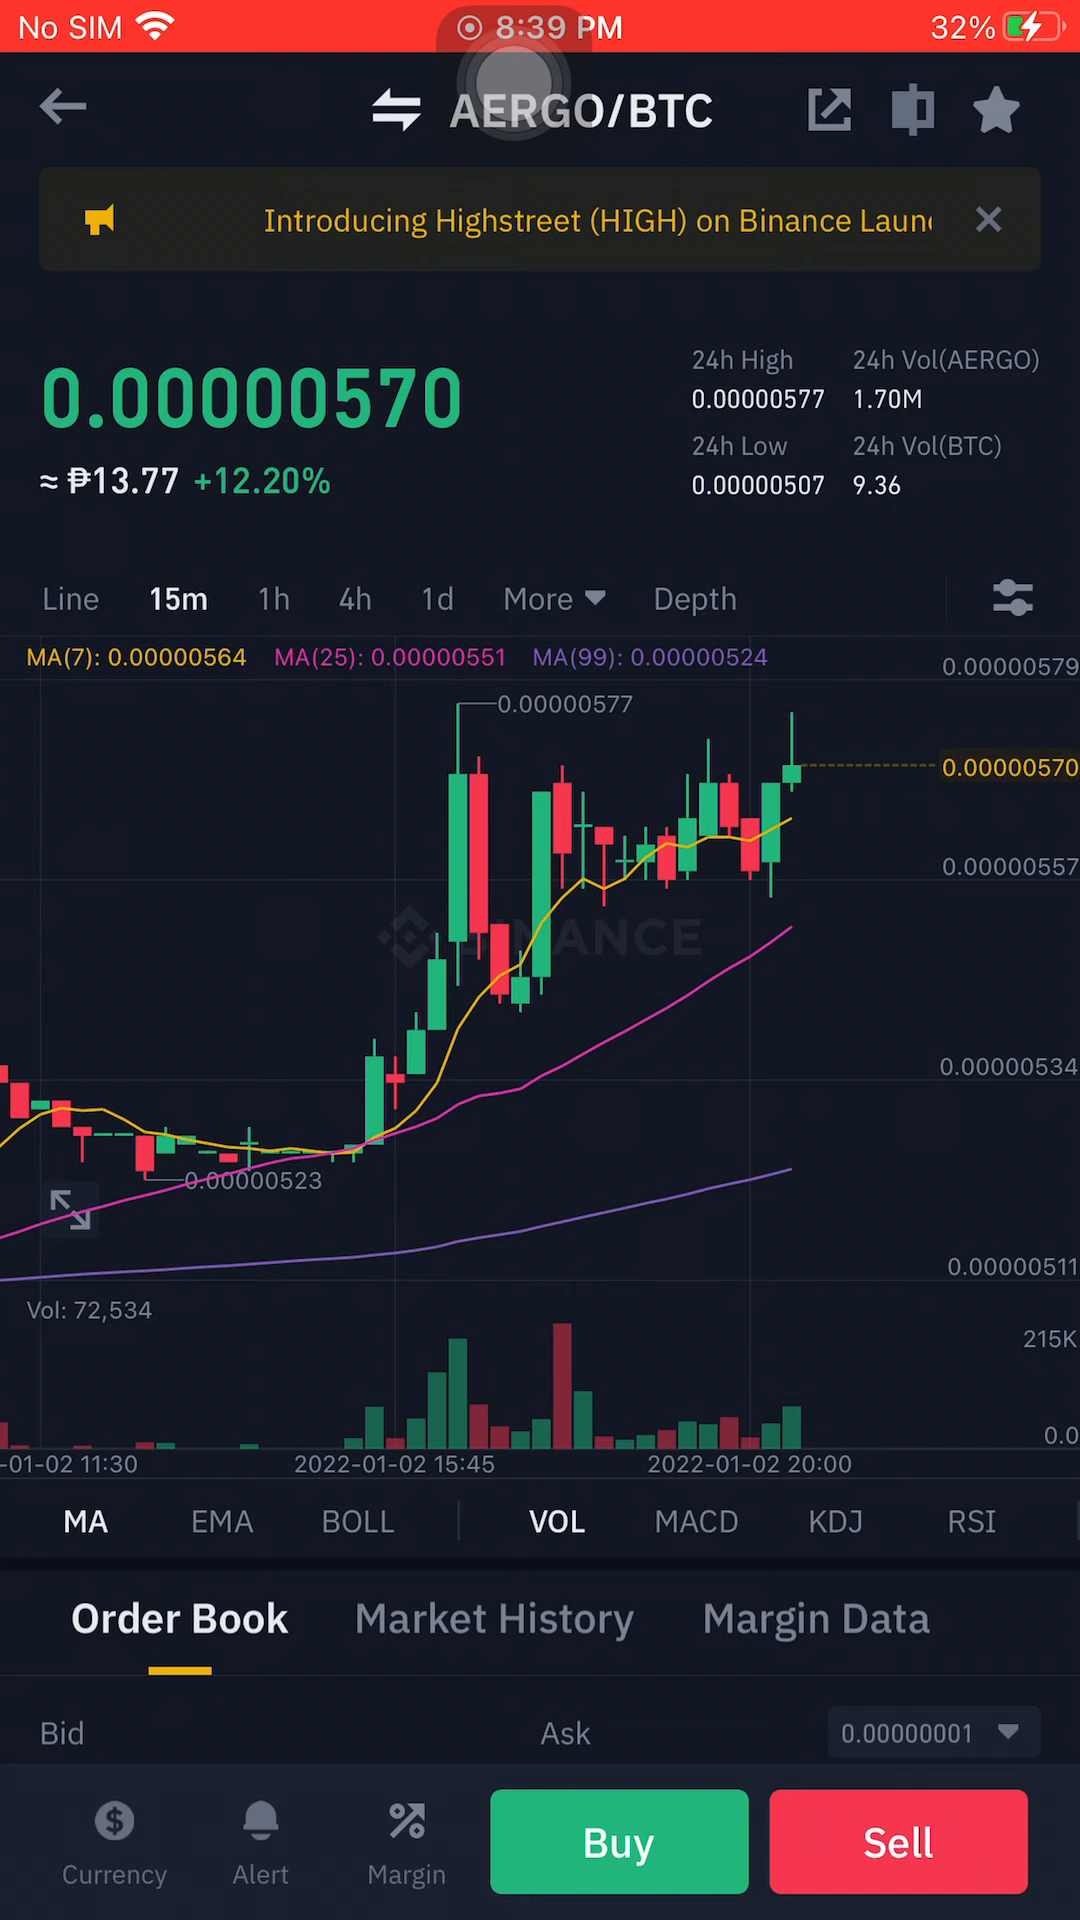 No SIM 8:39 PM 32%
AERGO/BTC
Introducing Highstreet (HIGH) on Binance Laun
0.00000570
≈ ₱13.77 +12.20%
24h High 24h Vol(AERGO)
0.00000577 1.70M
24h Low 24h Vol(BTC)
0.00000507 9.36
Line 15m 1h 4h 1d More Depth
MA(7): 0.00000564 MA(25): 0.00000551 MA(99): 0.00000524
0.00000579
0.00000577
0.00000570
0.00000557
BINANCE
0.00000534
0.00000523
0.00000511
Vol: 72,534
215K
0.0
-01-02 11:30 2022-01-02 15:45 2022-01-02 20:00
MA EMA BOLL VOL MACD KDJ RSI
Order Book Market History Margin Data
Bid Ask 0.00000001
Currency Alert Margin Buy Sell